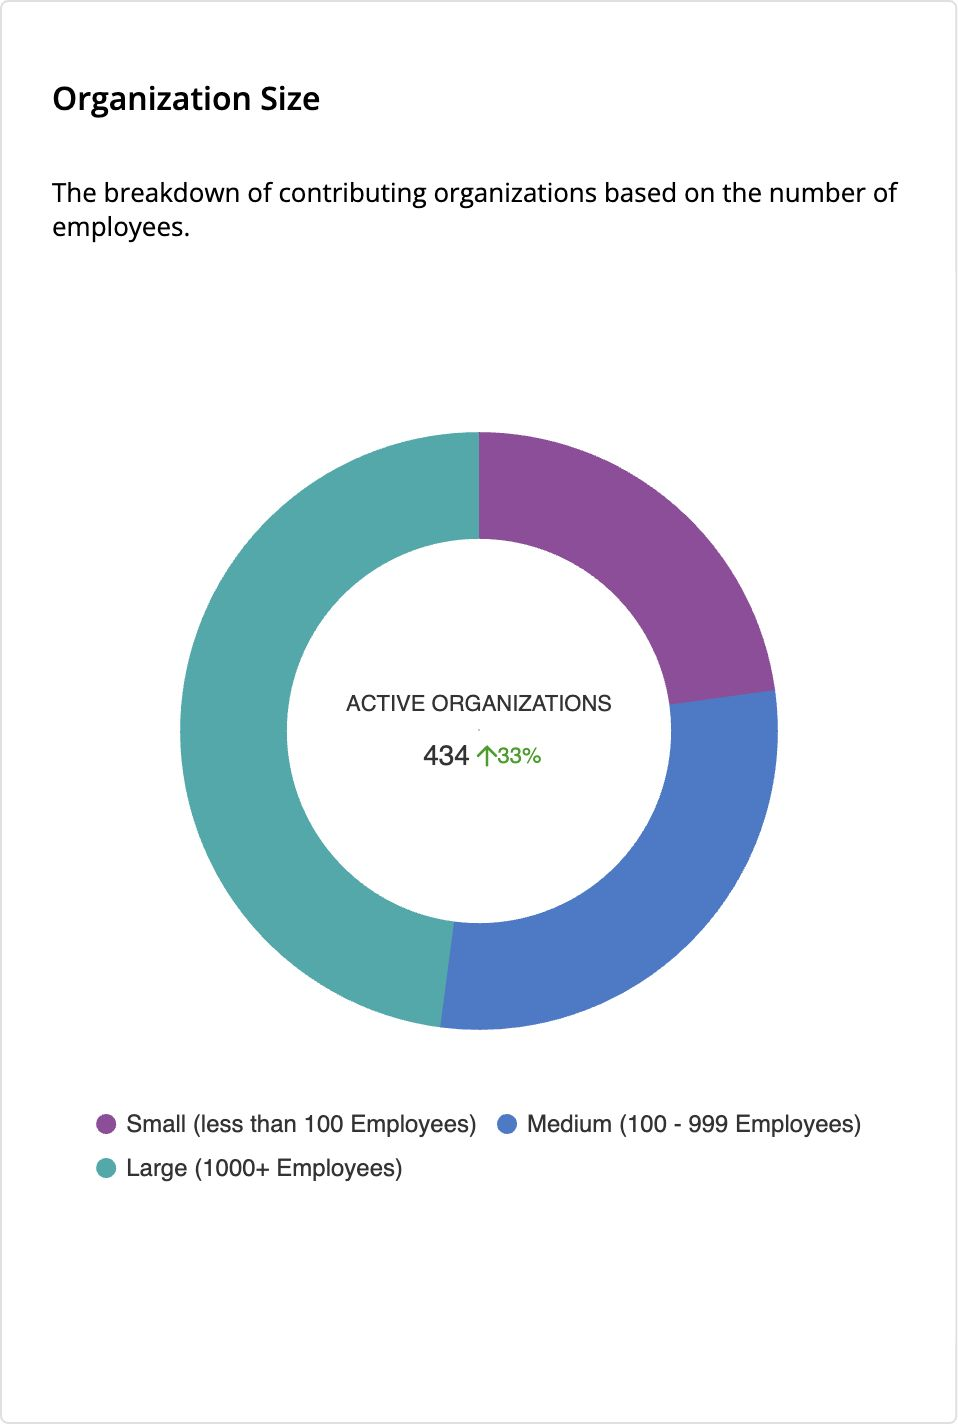 Organization Size
The breakdown of contributing organizations based on the number of
employees.
ACTIVE ORGANIZATIONS
434 ↑33%
Small (less than 100 Employees) Medium (100 - 999 Employees)
Large (1000+ Employees)